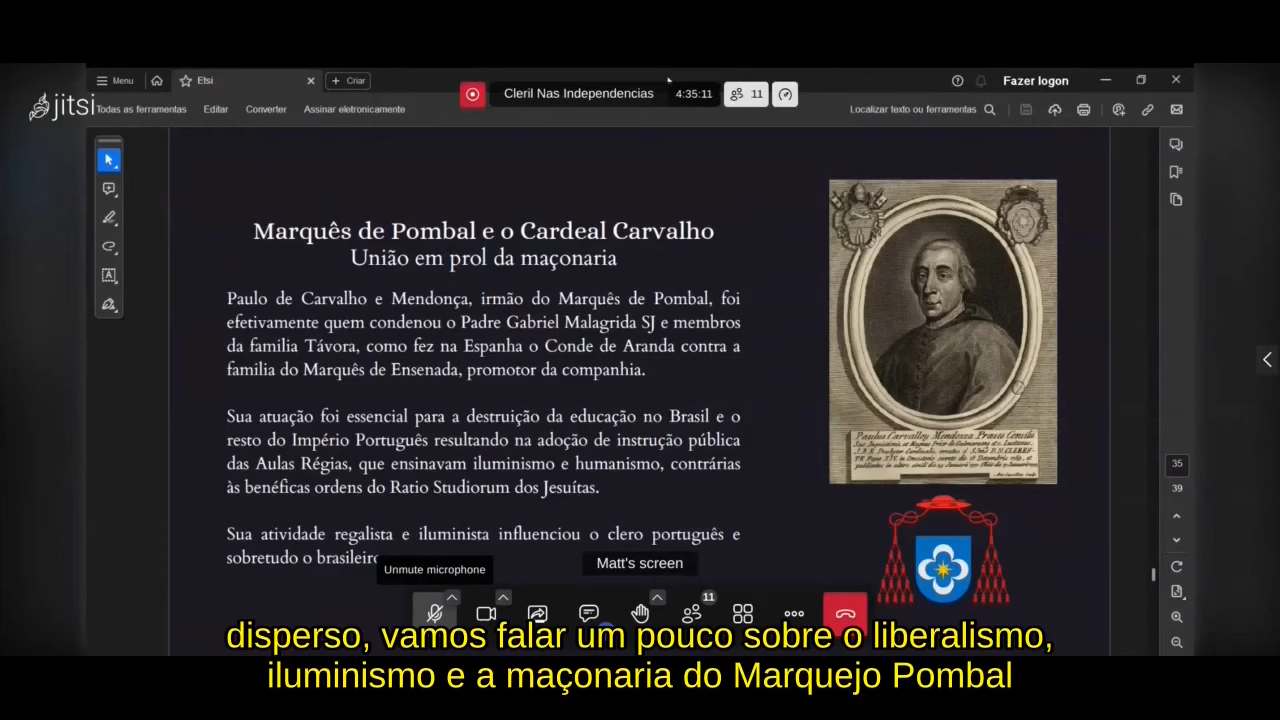 Menu
Etsi
Criar
Fazer logon
Cleril Nas Independencias
4:35:11
11
jitsi
Todas as ferramentas
Editar
Converter
Assinar eletronicamente
Localizar texto ou ferramentas
Marquês de Pombal e o Cardeal Carvalho
União em prol da maçonaria
Paulo de Carvalho e Mendonça, irmão do Marquês de Pombal, foi
efetivamente quem condenou o Padre Gabriel Malagrida SJ e membros
da familia Távora, como fez na Espanha o Conde de Aranda contra a
familia do Marquês de Ensenada, promotor da companhia.
Sua atuação foi essencial para a destruição da educação no Brasil e o
resto do Império Português resultando na adoção de instrução pública
das Aulas Régias, que ensinavam iluminismo e humanismo, contrárias
às benéficas ordens do Ratio Studiorum dos Jesuítas.
Sua atividade regalista e iluminista influenciou o clero português e
sobretudo o brasileiro
Paulus Carvalley Mendozza
35
39
Unmute microphone
Matt's screen
11
disperso, vamos falar um pouco sobre o liberalismo,
iluminismo e a maçonaria do Marquejo Pombal